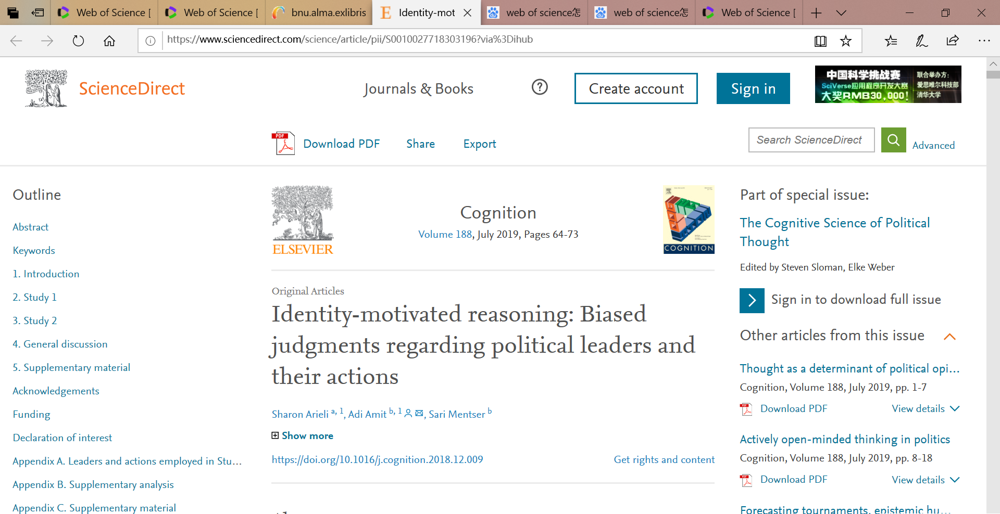 Web of Science [
Web of Science [
bnu.alma.exlibris
Identity-mot
web of science怎
web of science怎
Web of Science [
https://www.sciencedirect.com/science/article/pii/S0010027718303196?via%3Dihub
ScienceDirect
Journals & Books
?
Create account
Sign in
中国科学挑战赛
SciVerse应用程序开发大赛
大奖RMB30,000!
联合举办方:
爱思唯尔科技部
清华大学
PDF
Download PDF
Share
Export
Search ScienceDirect
Advanced
Outline
Abstract
Keywords
1. Introduction
2. Study 1
3. Study 2
4. General discussion
5. Supplementary material
Acknowledgements
Funding
Declaration of interest
Appendix A. Leaders and actions employed in Stu...
Appendix B. Supplementary analysis
Appendix C. Supplementary material
ELSEVIER
Cognition
Volume 188, July 2019, Pages 64-73
COGNITION
Original Articles
Identity-motivated reasoning: Biased
judgments regarding political leaders and
their actions
Sharon Arieli a, 1, Adi Amit b, 1, Sari Mentser b
Show more
https://doi.org/10.1016/j.cognition.2018.12.009
Get rights and content
Part of special issue:
The Cognitive Science of Political
Thought
Edited by Steven Sloman, Elke Weber
Sign in to download full issue
Other articles from this issue
Thought as a determinant of political opi...
Cognition, Volume 188, July 2019, pp. 1-7
Download PDF
View details
Actively open-minded thinking in politics
Cognition, Volume 188, July 2019, pp. 8-18
Download PDF
View details
Forecasting tournaments, epistemic hu...